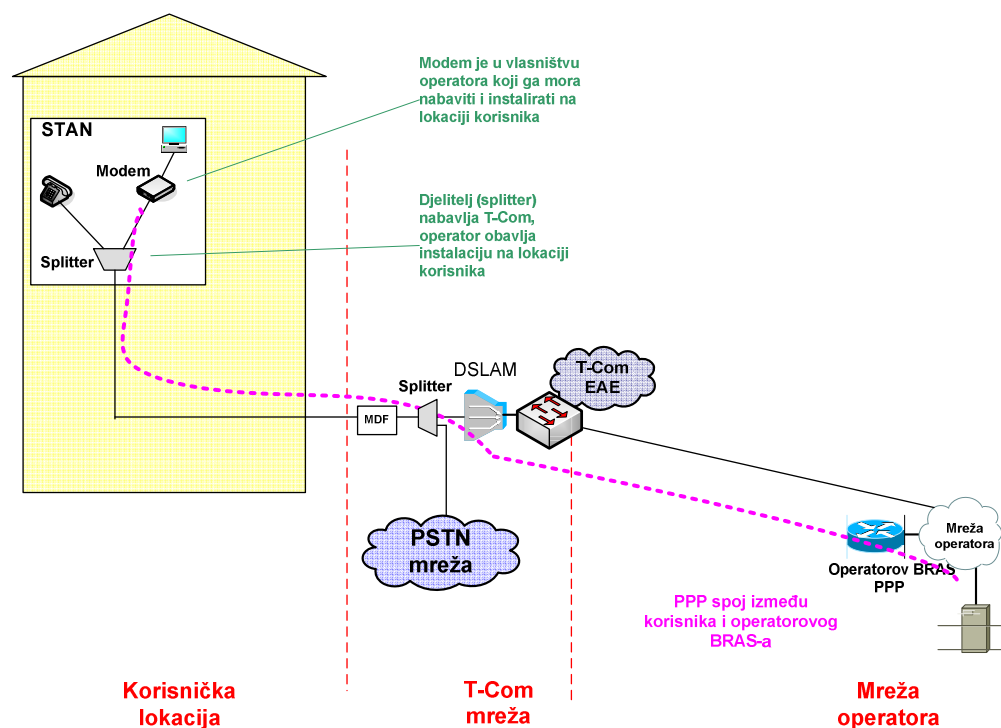 Modem je u vlasništvu
operatora koji ga mora
nabaviti i instalirati na
lokaciji korisnika
STAN
Modem
Djelitelj (splitter)
nabavlja T-Com,
operator obavlja
instalaciju na lokaciji
korisnika
Splitter
DSLAM
T-Com
EAE
Splitter
MDF
PSTN
mreža
Mreža
operatora
Operatorov BRAS
PPP
PPP spoj između
korisnika i operatorovog
BRAS-a
Korisnička
lokacija
T-Com
mreža
Mreža
operatora